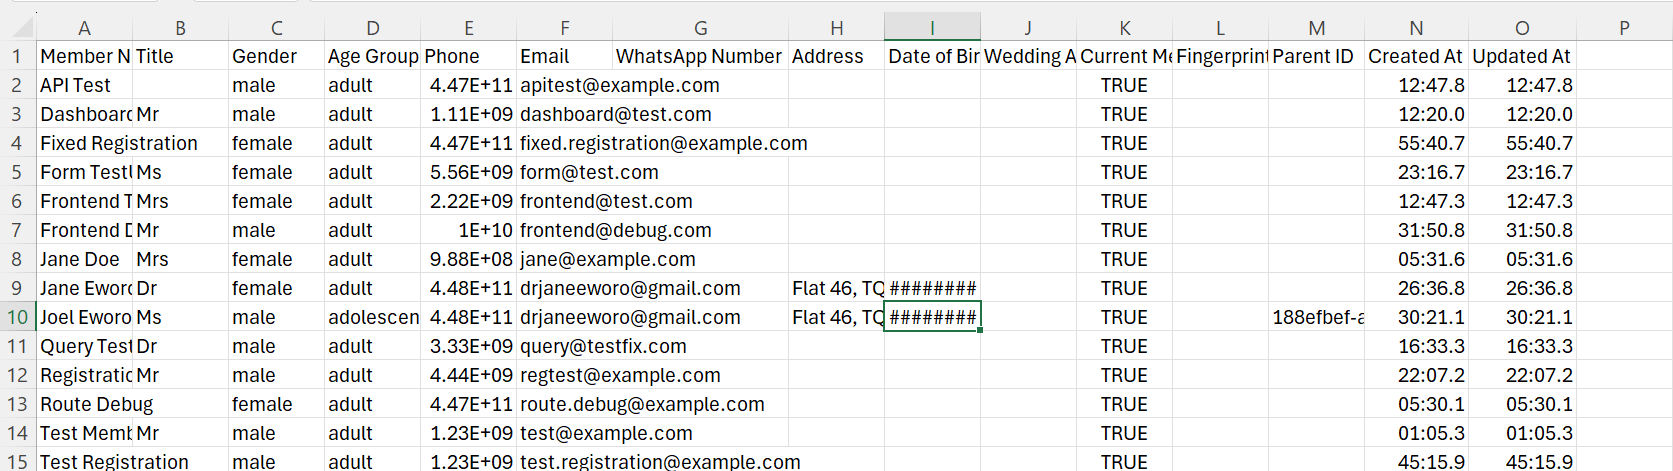 A B C D E F G H I J K L M N O P
1 Member N Title Gender Age Group Phone Email WhatsApp Number Address Date of Bir Wedding A Current Me Fingerprint Parent ID Created At Updated At
2 API Test male adult 4.47E+11 apitest@example.com TRUE 12:47.8 12:47.8
3 Dashboard Mr male adult 1.11E+09 dashboard@test.com TRUE 12:20.0 12:20.0
4 Fixed Registration female adult 4.47E+11 fixed.registration@example.com TRUE 55:40.7 55:40.7
5 Form TestU Ms female adult 5.56E+09 form@test.com TRUE 23:16.7 23:16.7
6 Frontend T Mrs female adult 2.22E+09 frontend@test.com TRUE 12:47.3 12:47.3
7 Frontend D Mr male adult 1E+10 frontend@debug.com TRUE 31:50.8 31:50.8
8 Jane Doe Mrs female adult 9.88E+08 jane@example.com TRUE 05:31.6 05:31.6
9 Jane Eworo Dr female adult 4.48E+11 drjaneeworo@gmail.com Flat 46, TQ ######## TRUE 26:36.8 26:36.8
10 Joel Eworo Ms male adolescen 4.48E+11 drjaneeworo@gmail.com Flat 46, TQ ######## TRUE 188efbef-a 30:21.1 30:21.1
11 Query Test Dr male adult 3.33E+09 query@testfix.com TRUE 16:33.3 16:33.3
12 Registratio Mr male adult 4.44E+09 regtest@example.com TRUE 22:07.2 22:07.2
13 Route Debug female adult 4.47E+11 route.debug@example.com TRUE 05:30.1 05:30.1
14 Test Memb Mr male adult 1.23E+09 test@example.com TRUE 01:05.3 01:05.3
15 Test Registration male adult 1.23E+09 test.registration@example.com TRUE 45:15.9 45:15.9